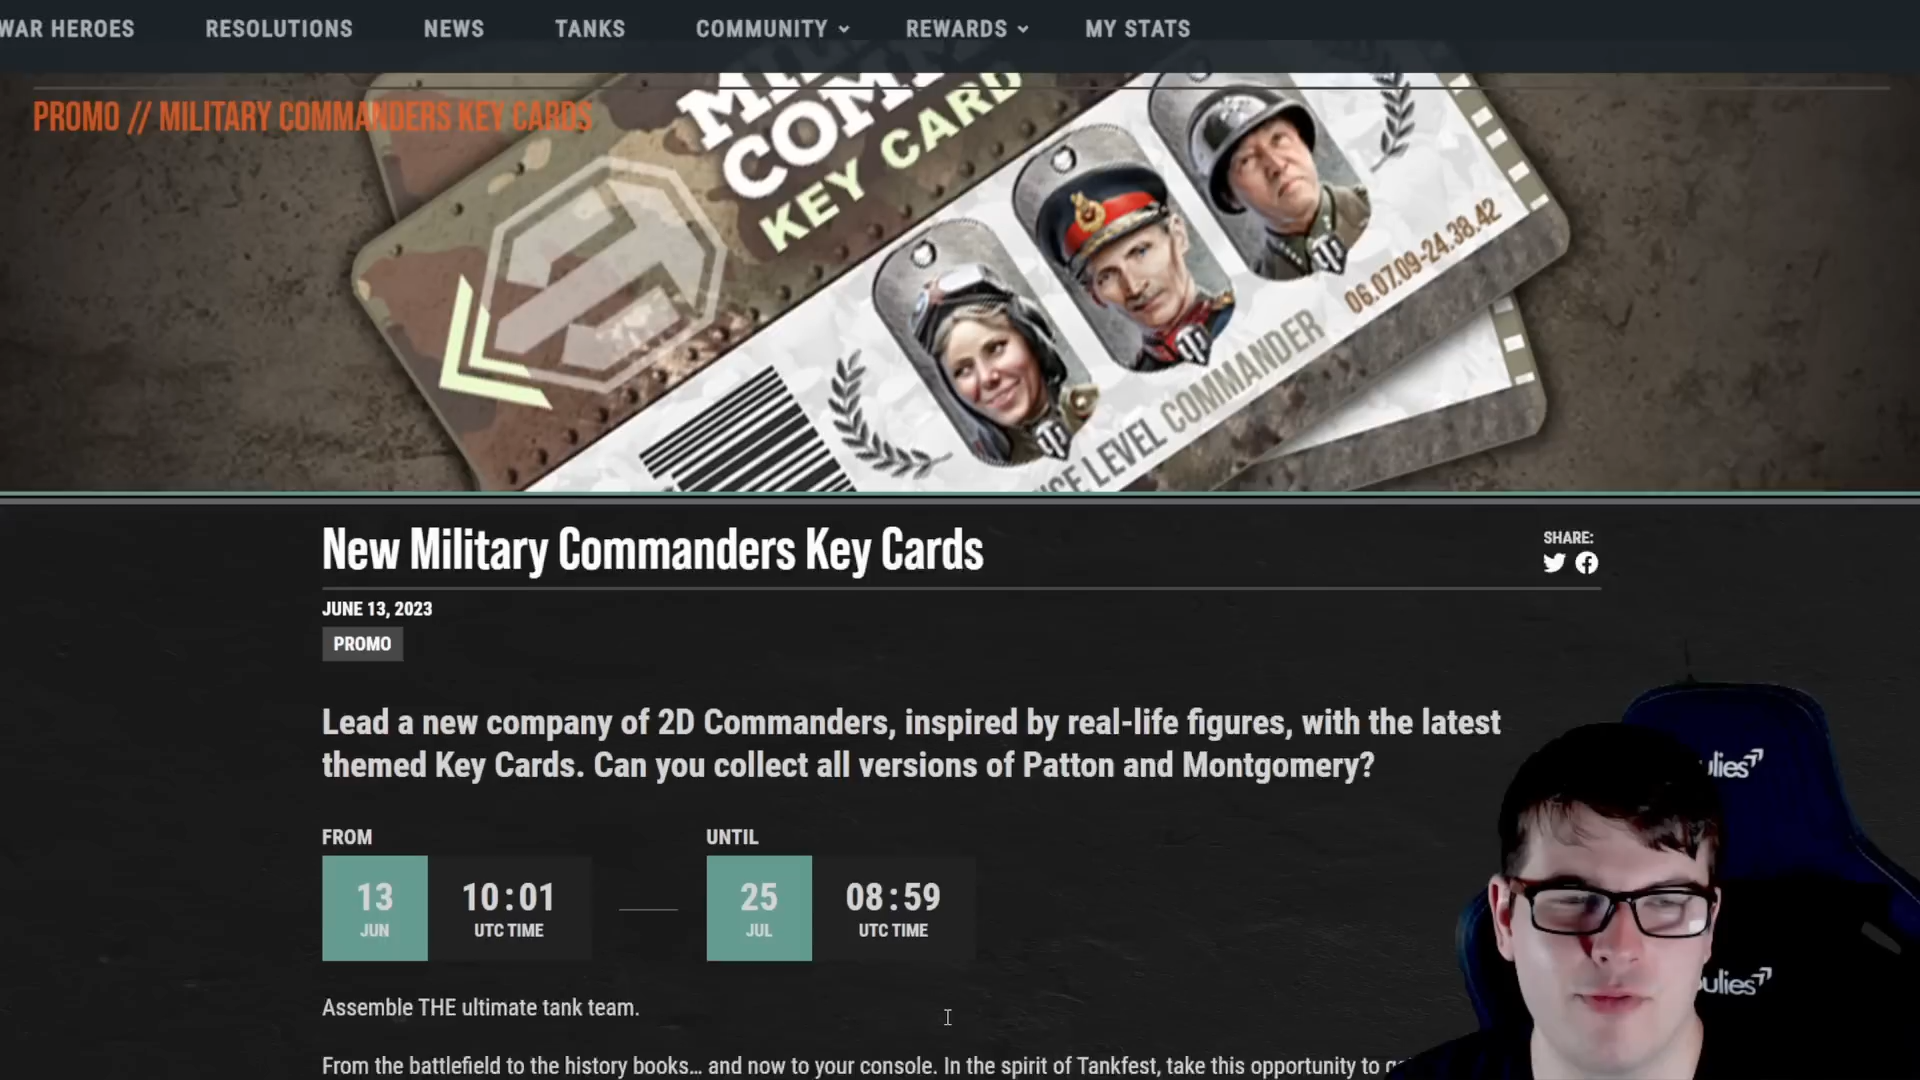 WAR HEROES RESOLUTIONS NEWS TANKS COMMUNITY REWARDS MY STATS
PROMO // MILITARY COMMANDERS KEY CARDS
KEY CARD
LEVEL COMMANDER
06.07.09-24.38.42
New Military Commanders Key Cards
SHARE:
JUNE 13, 2023
PROMO
Lead a new company of 2D Commanders, inspired by real-life figures, with the latest
themed Key Cards. Can you collect all versions of Patton and Montgomery?
FROM UNTIL
13 10:01 25 08:59
JUN UTC TIME JUL UTC TIME
Assemble THE ultimate tank team.
From the battlefield to the history books... and now to your console. In the spirit of Tankfest, take this opportunity to